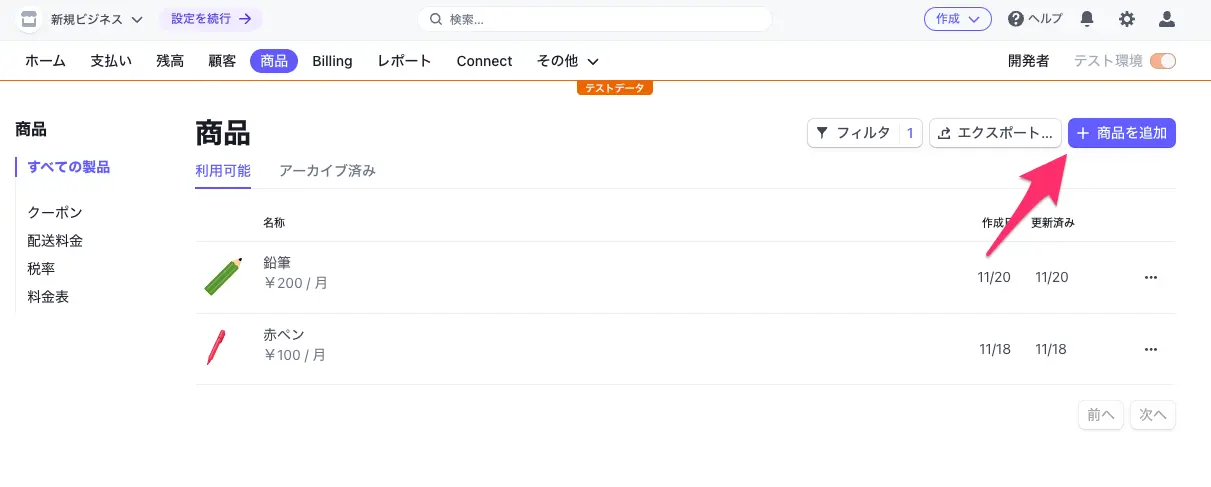 新規ビジネス 設定を続行 → 検索... 作成 ヘルプ
ホーム 支払い 残高 顧客 商品 Billing レポート Connect その他 開発者 テスト環境
テストデータ
商品
すべての製品
クーポン
配送料金
税率
料金表
商品
フィルタ 1 エクスポート... + 商品を追加
利用可能 アーカイブ済み
名称 作成 更新済み
鉛筆
¥200 / 月
11/20 11/20 ...
赤ペン
¥100 / 月
11/18 11/18 ...
前へ 次へ